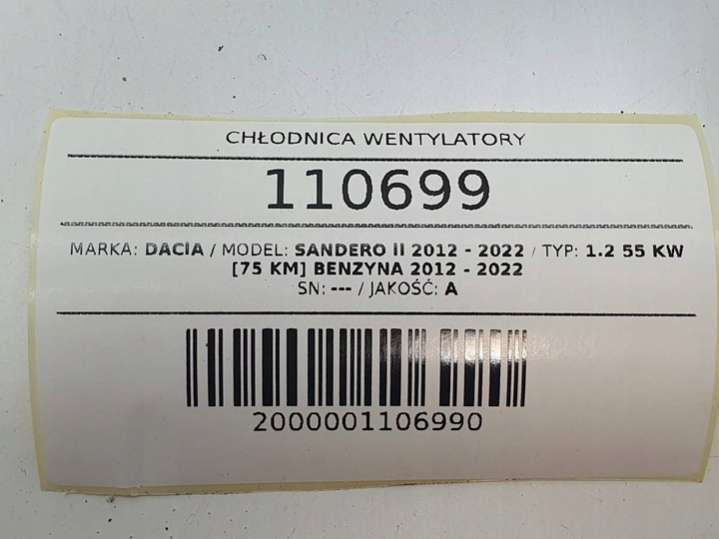 CHŁODNICA WENTYLATORY
110699
MARKA: DACIA / MODEL: SANDERO II 2012 - 2022 / TYP: 1.2 55 KW
[75 KM] BENZYNA 2012 - 2022
SN: --- / JAKOŚĆ: A
2000001106990